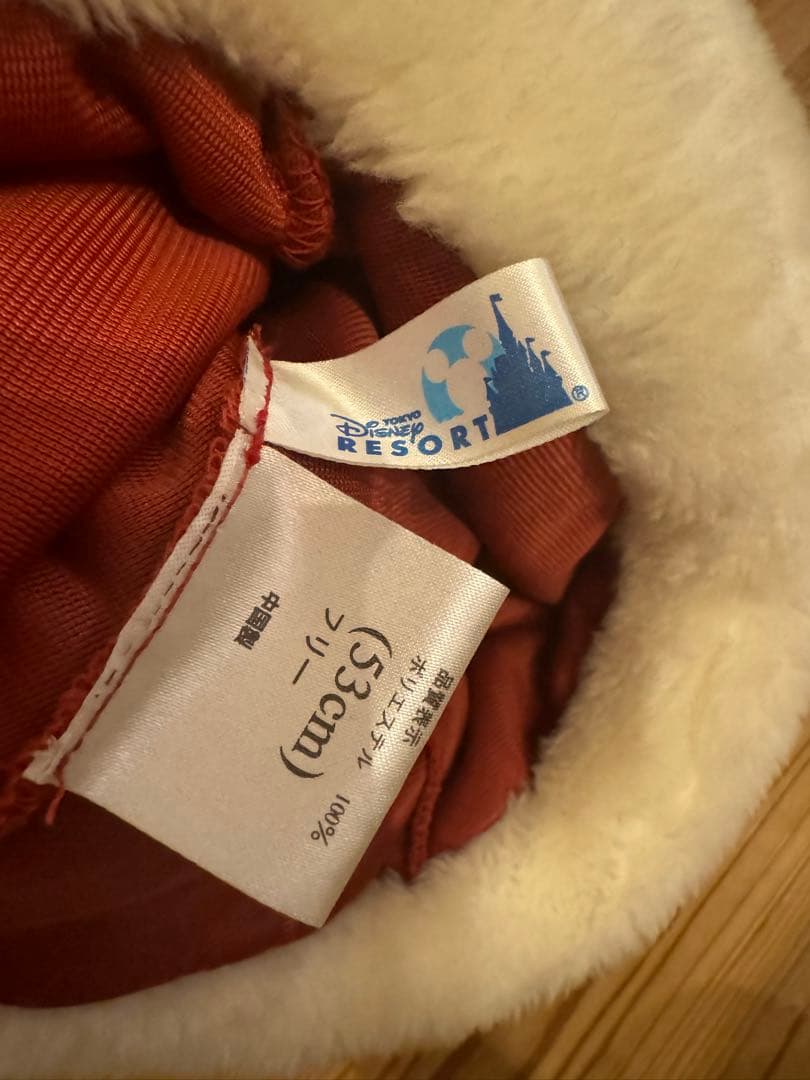 TOKYO
Disney
RESORT
®
品質表示
ポリエステル 100%
(53cm)
フリー
中国製